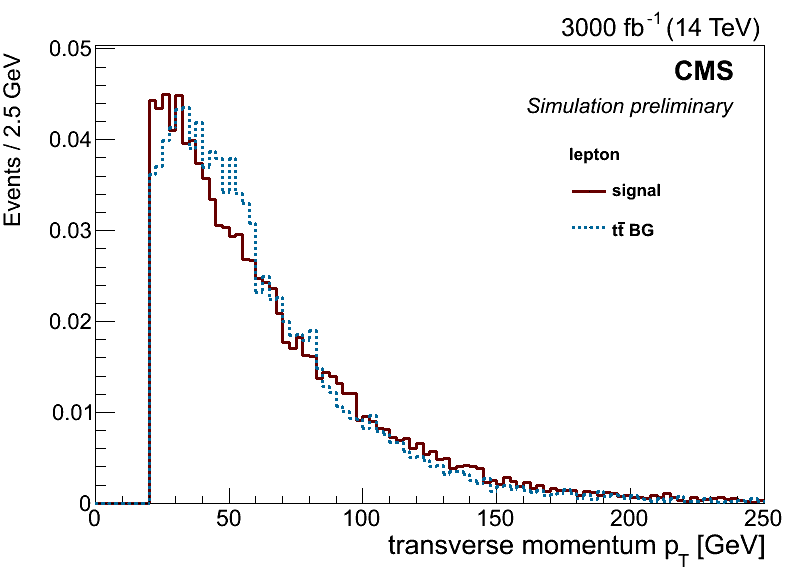 3000 fb⁻¹ (14 TeV)
CMS
Simulation preliminary
lepton
signal
tt̄ BG
Events / 2.5 GeV
0.05
0.04
0.03
0.02
0.01
0
0 50 100 150 200 250
transverse momentum p_T [GeV]